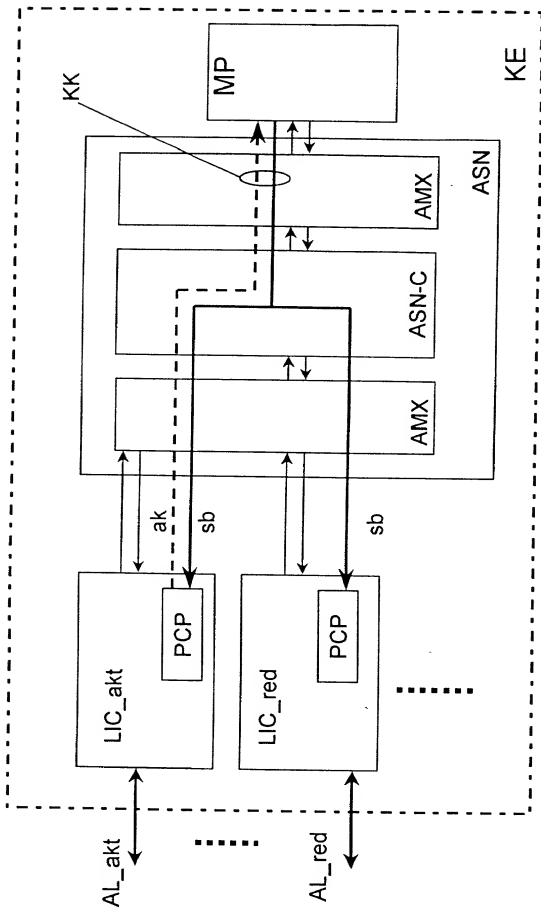 KE
KK
MP
ASN
AMX
ASN-C
AMX
ak
sb
sb
LIC_akt
PCP
LIC_red
PCP
AL_akt
AL_red